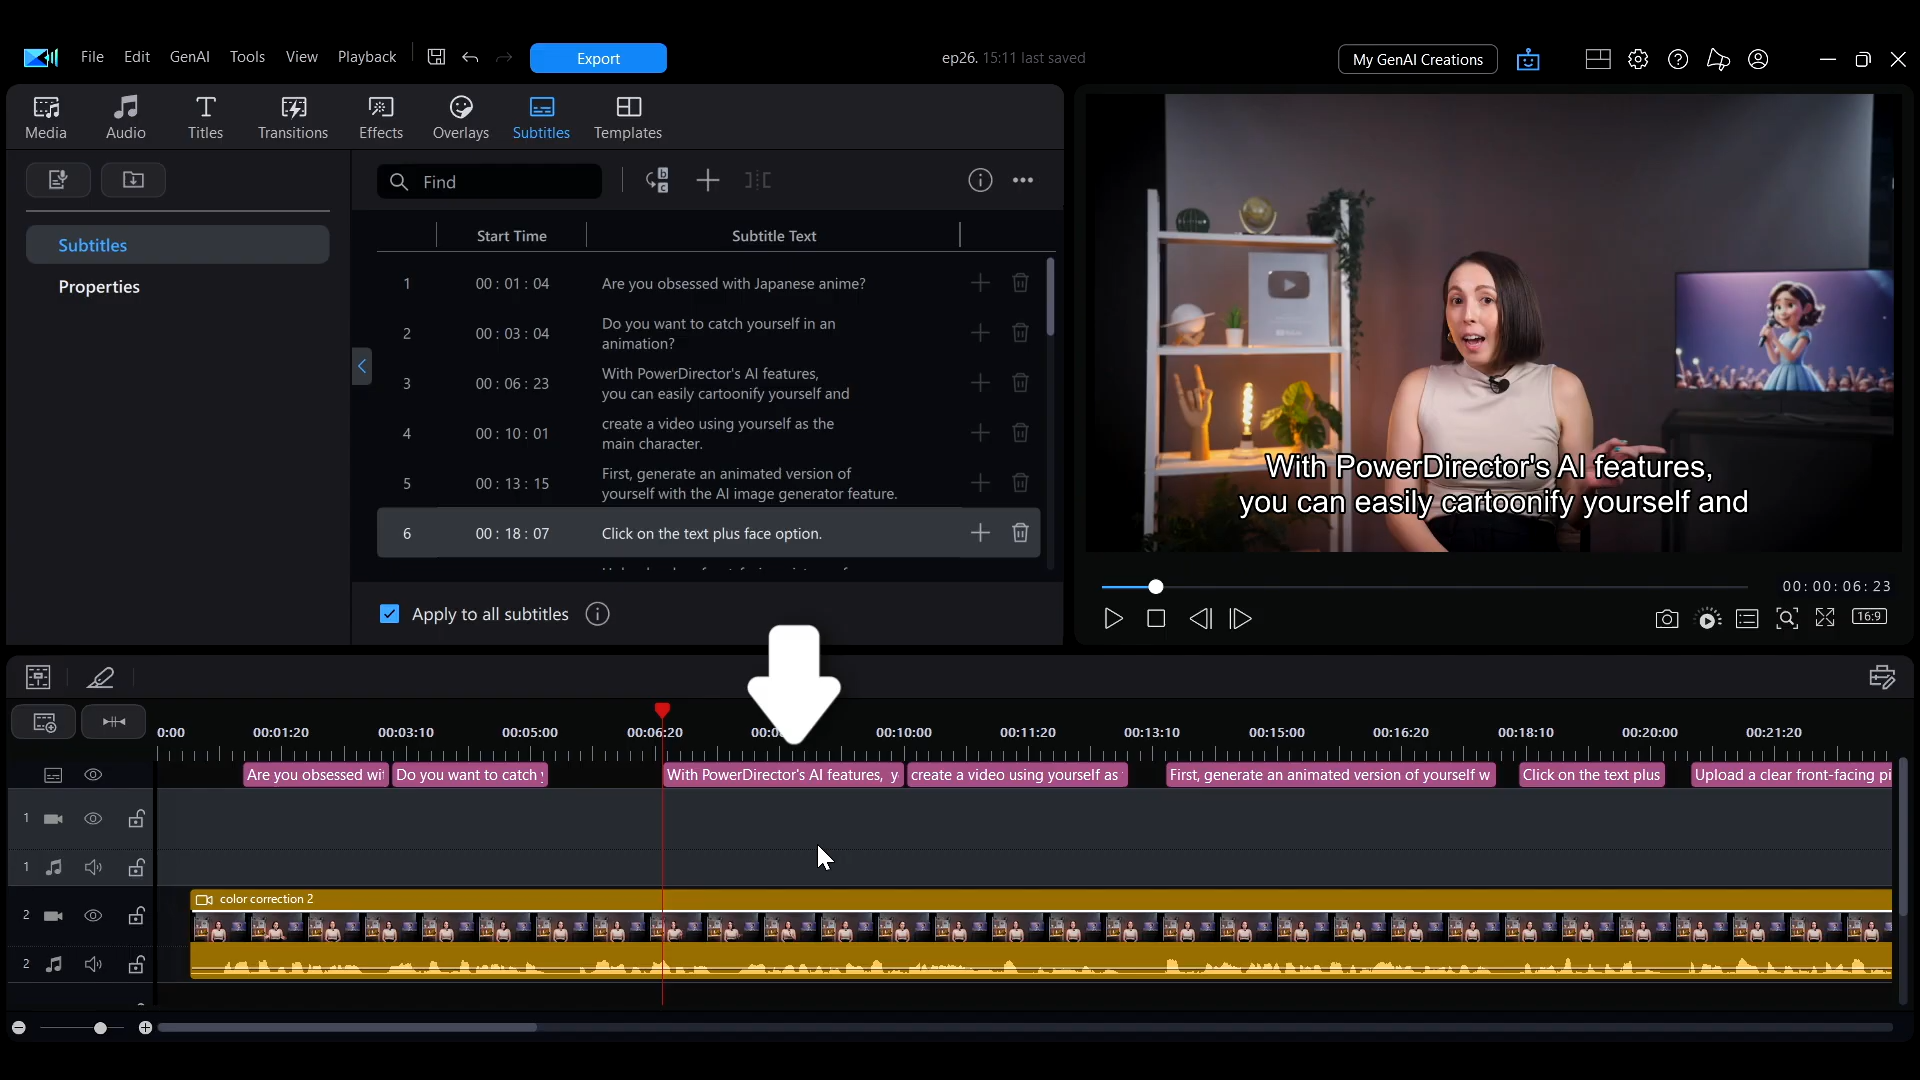 File Edit GenAI Tools View Playback Export ep26. 15:11 last saved My GenAI Creations
Media Audio Titles Transitions Effects Overlays Subtitles Templates
Find
Subtitles
Properties
Start Time Subtitle Text
1 00 : 01 : 04 Are you obsessed with Japanese anime?
2 00 : 03 : 04 Do you want to catch yourself in an
animation?
3 00 : 06 : 23 With PowerDirector's AI features,
you can easily cartoonify yourself and
4 00 : 10 : 01 create a video using yourself as the
main character.
5 00 : 13 : 15 First, generate an animated version of
yourself with the AI image generator feature.
6 00 : 18 : 07 Click on the text plus face option.
Apply to all subtitles
With PowerDirector's AI features,
you can easily cartoonify yourself and
00:00:06:23
16:9
0:00 00:01:20 00:03:10 00:05:00 00:06:20 00:10:00 00:11:20 00:13:10 00:15:00 00:16:20 00:18:10 00:20:00 00:21:20
Are you obsessed wi Do you want to catch With PowerDirector's AI features, y create a video using yourself as First, generate an animated version of yourself w Click on the text plus Upload a clear front-facing pi
1
1
color correction 2
2
2